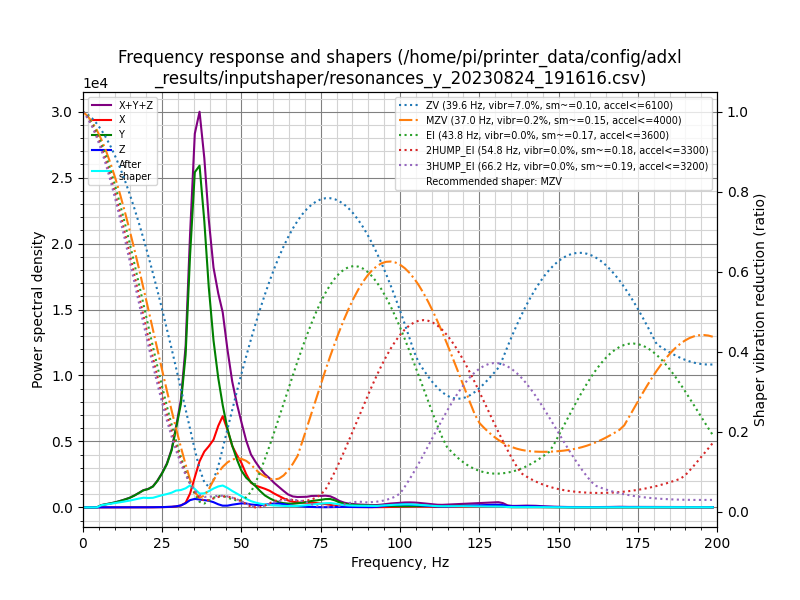 Frequency response and shapers (/home/pi/printer_data/config/adxl
_results/inputshaper/resonances_y_20230824_191616.csv)
1e4
X+Y+Z
X
Y
Z
After
shaper
ZV (39.6 Hz, vibr=7.0%, sm~=0.10, accel<=6100)
MZV (37.0 Hz, vibr=0.2%, sm~=0.15, accel<=4000)
EI (43.8 Hz, vibr=0.0%, sm~=0.17, accel<=3600)
2HUMP_EI (54.8 Hz, vibr=0.0%, sm~=0.18, accel<=3300)
3HUMP_EI (66.2 Hz, vibr=0.0%, sm~=0.19, accel<=3200)
Recommended shaper: MZV
Power spectral density
3.0
2.5
2.0
1.5
1.0
0.5
0.0
1.0
0.8
0.6
0.4
0.2
0.0
Shaper vibration reduction (ratio)
0 25 50 75 100 125 150 175 200
Frequency, Hz